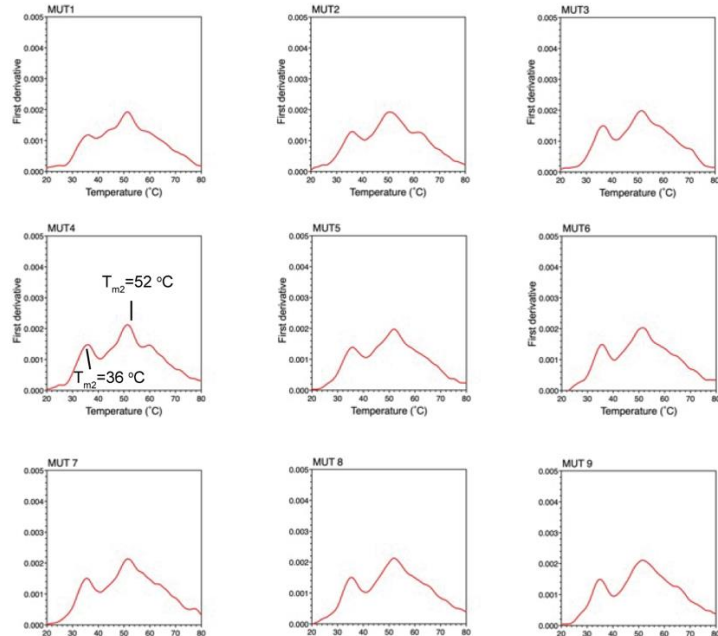 MUT1
MUT2
MUT3
0.005
0.004
0.003
0.002
0.001
0.000
First derivative
20 30 40 50 60 70 80
Temperature (˚C)
0.005
0.004
0.003
0.002
0.001
0.000
First derivative
20 30 40 50 60 70 80
Temperature (˚C)
0.005
0.004
0.003
0.002
0.001
0.000
First derivative
20 30 40 50 60 70 80
Temperature (˚C)
MUT4
MUT5
MUT6
0.005
0.004
0.003
0.002
0.001
0.000
First derivative
Tm2=52 ºC
Tm2=36 ºC
20 30 40 50 60 70 80
Temperature (˚C)
0.005
0.004
0.003
0.002
0.001
0.000
First derivative
20 30 40 50 60 70 80
Temperature (˚C)
0.005
0.004
0.003
0.002
0.001
0.000
First derivative
20 30 40 50 60 70 80
Temperature (˚C)
MUT 7
MUT 8
MUT 9
0.005
0.004
0.003
0.002
0.001
0.000
First derivative
20 30 40 50 60 70 80
Temperature (˚C)
0.005
0.004
0.003
0.002
0.001
0.000
First derivative
20 30 40 50 60 70 80
Temperature (˚C)
0.005
0.004
0.003
0.002
0.001
0.000
First derivative
20 30 40 50 60 70 80
Temperature (˚C)